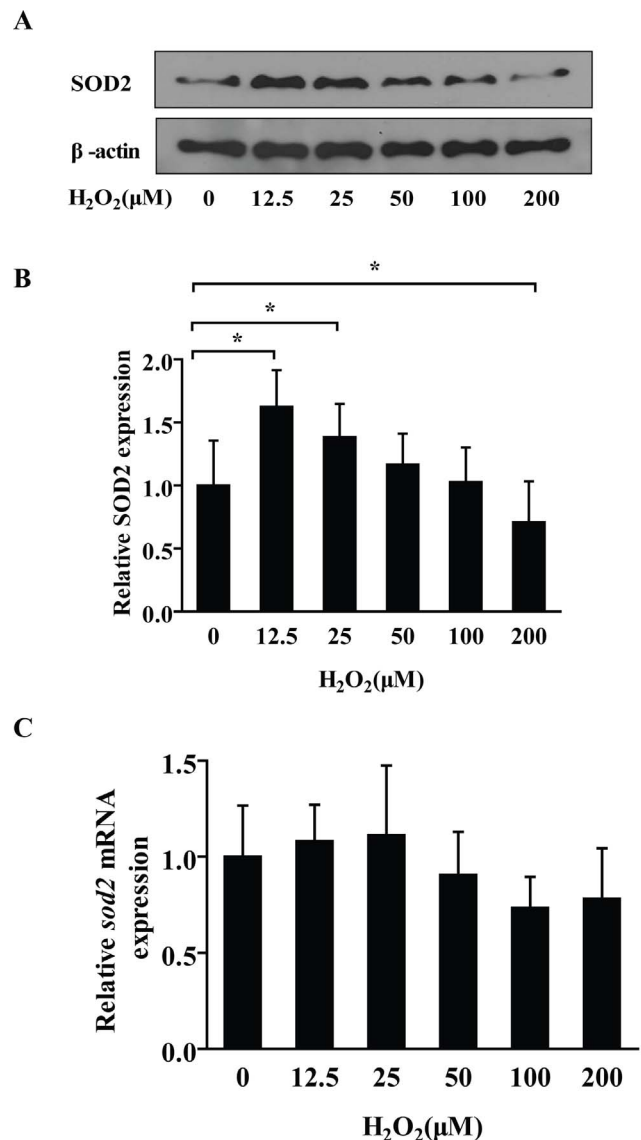 A
SOD2
β -actin
H₂O₂(μM) 0 12.5 25 50 100 200
B
*
*
*
Relative SOD2 expression
2.0
1.5
1.0
0.5
0.0
0 12.5 25 50 100 200
H₂O₂(μM)
C
Relative sod2 mRNA
expression
1.5
1.0
0.5
0.0
0 12.5 25 50 100 200
H₂O₂(μM)